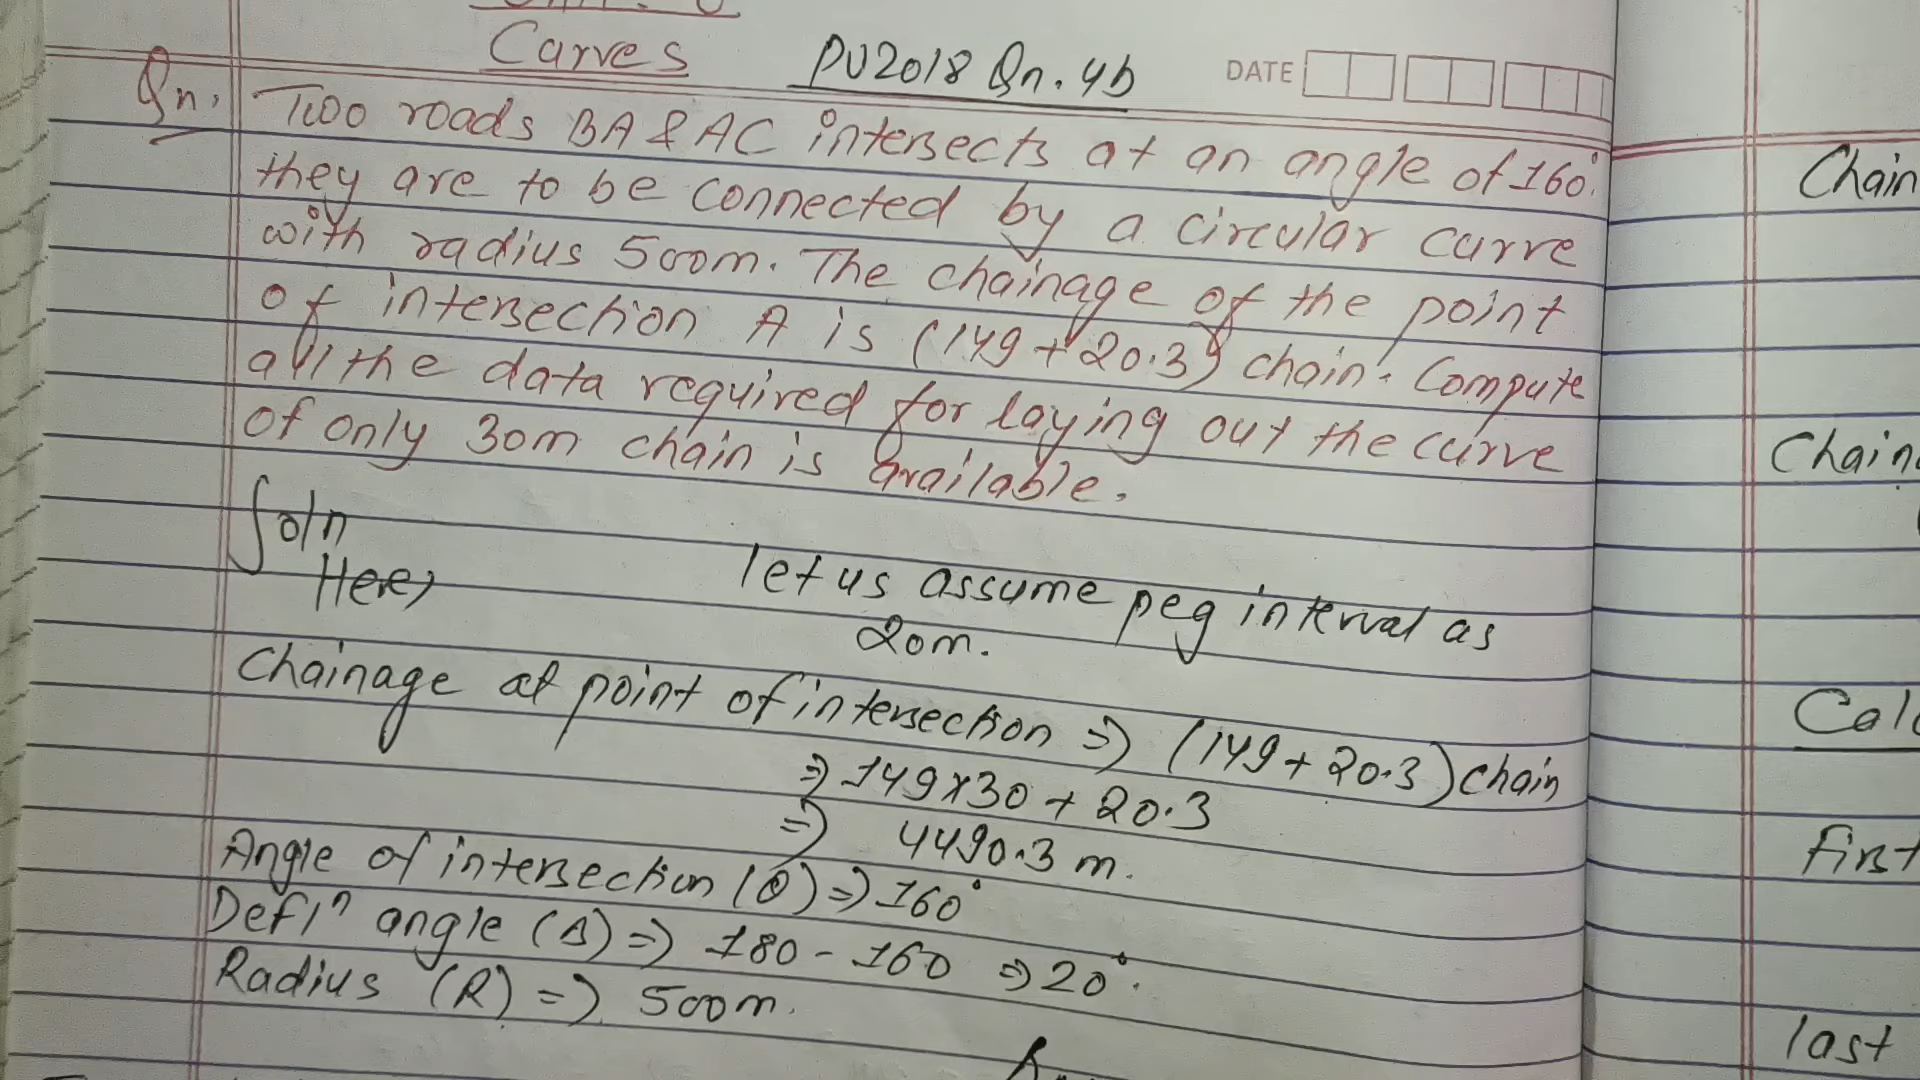 Curves PU2018 Qn. 4b DATE
Qn. Two roads BA & AC intersects at an angle of 160°.
they are to be connected by a circular curve
with radius 500m. The chainage of the point
of intersection A is (149+20.3) chain. Compute
all the data required for laying out the curve
of only 30m chain is available.
Soln
Here, let us assume peg interval as
20m.
Chainage at point of intersection => (149+20.3) chain
=> 149x30 + 20.3
=> 4490.3 m.
Angle of intersection (θ) => 160°
Defln angle (Δ) => 180 - 160 => 20°.
Radius (R) => 500m.
Chain
Chain
Calc
first
last